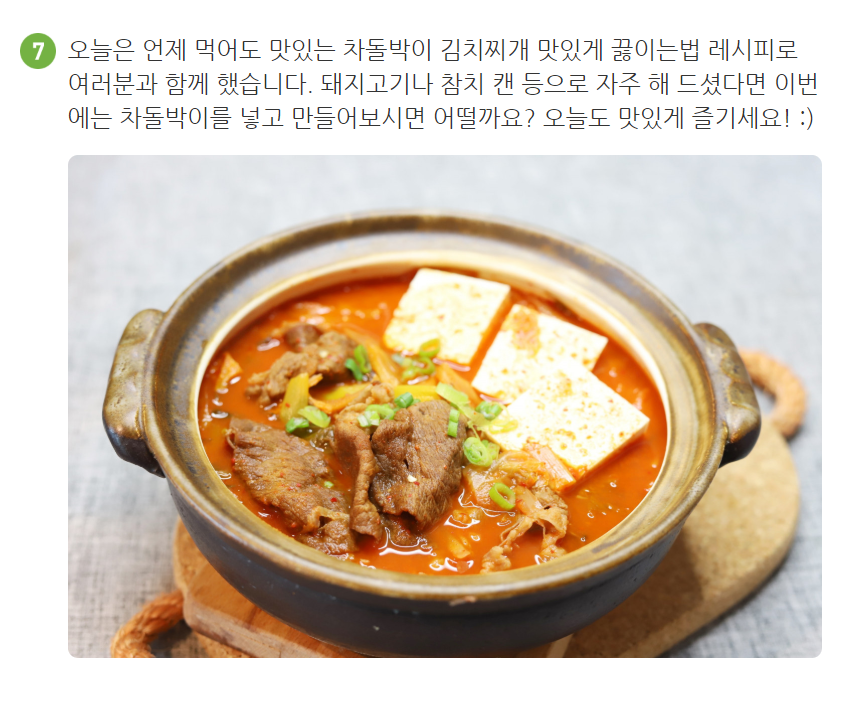 7
오늘은 언제 먹어도 맛있는 차돌박이 김치찌개 맛있게 끓이는법 레시피로
여러분과 함께 했습니다. 돼지고기나 참치 캔 등으로 자주 해 드셨다면 이번
에는 차돌박이를 넣고 만들어보시면 어떨까요? 오늘도 맛있게 즐기세요! :)